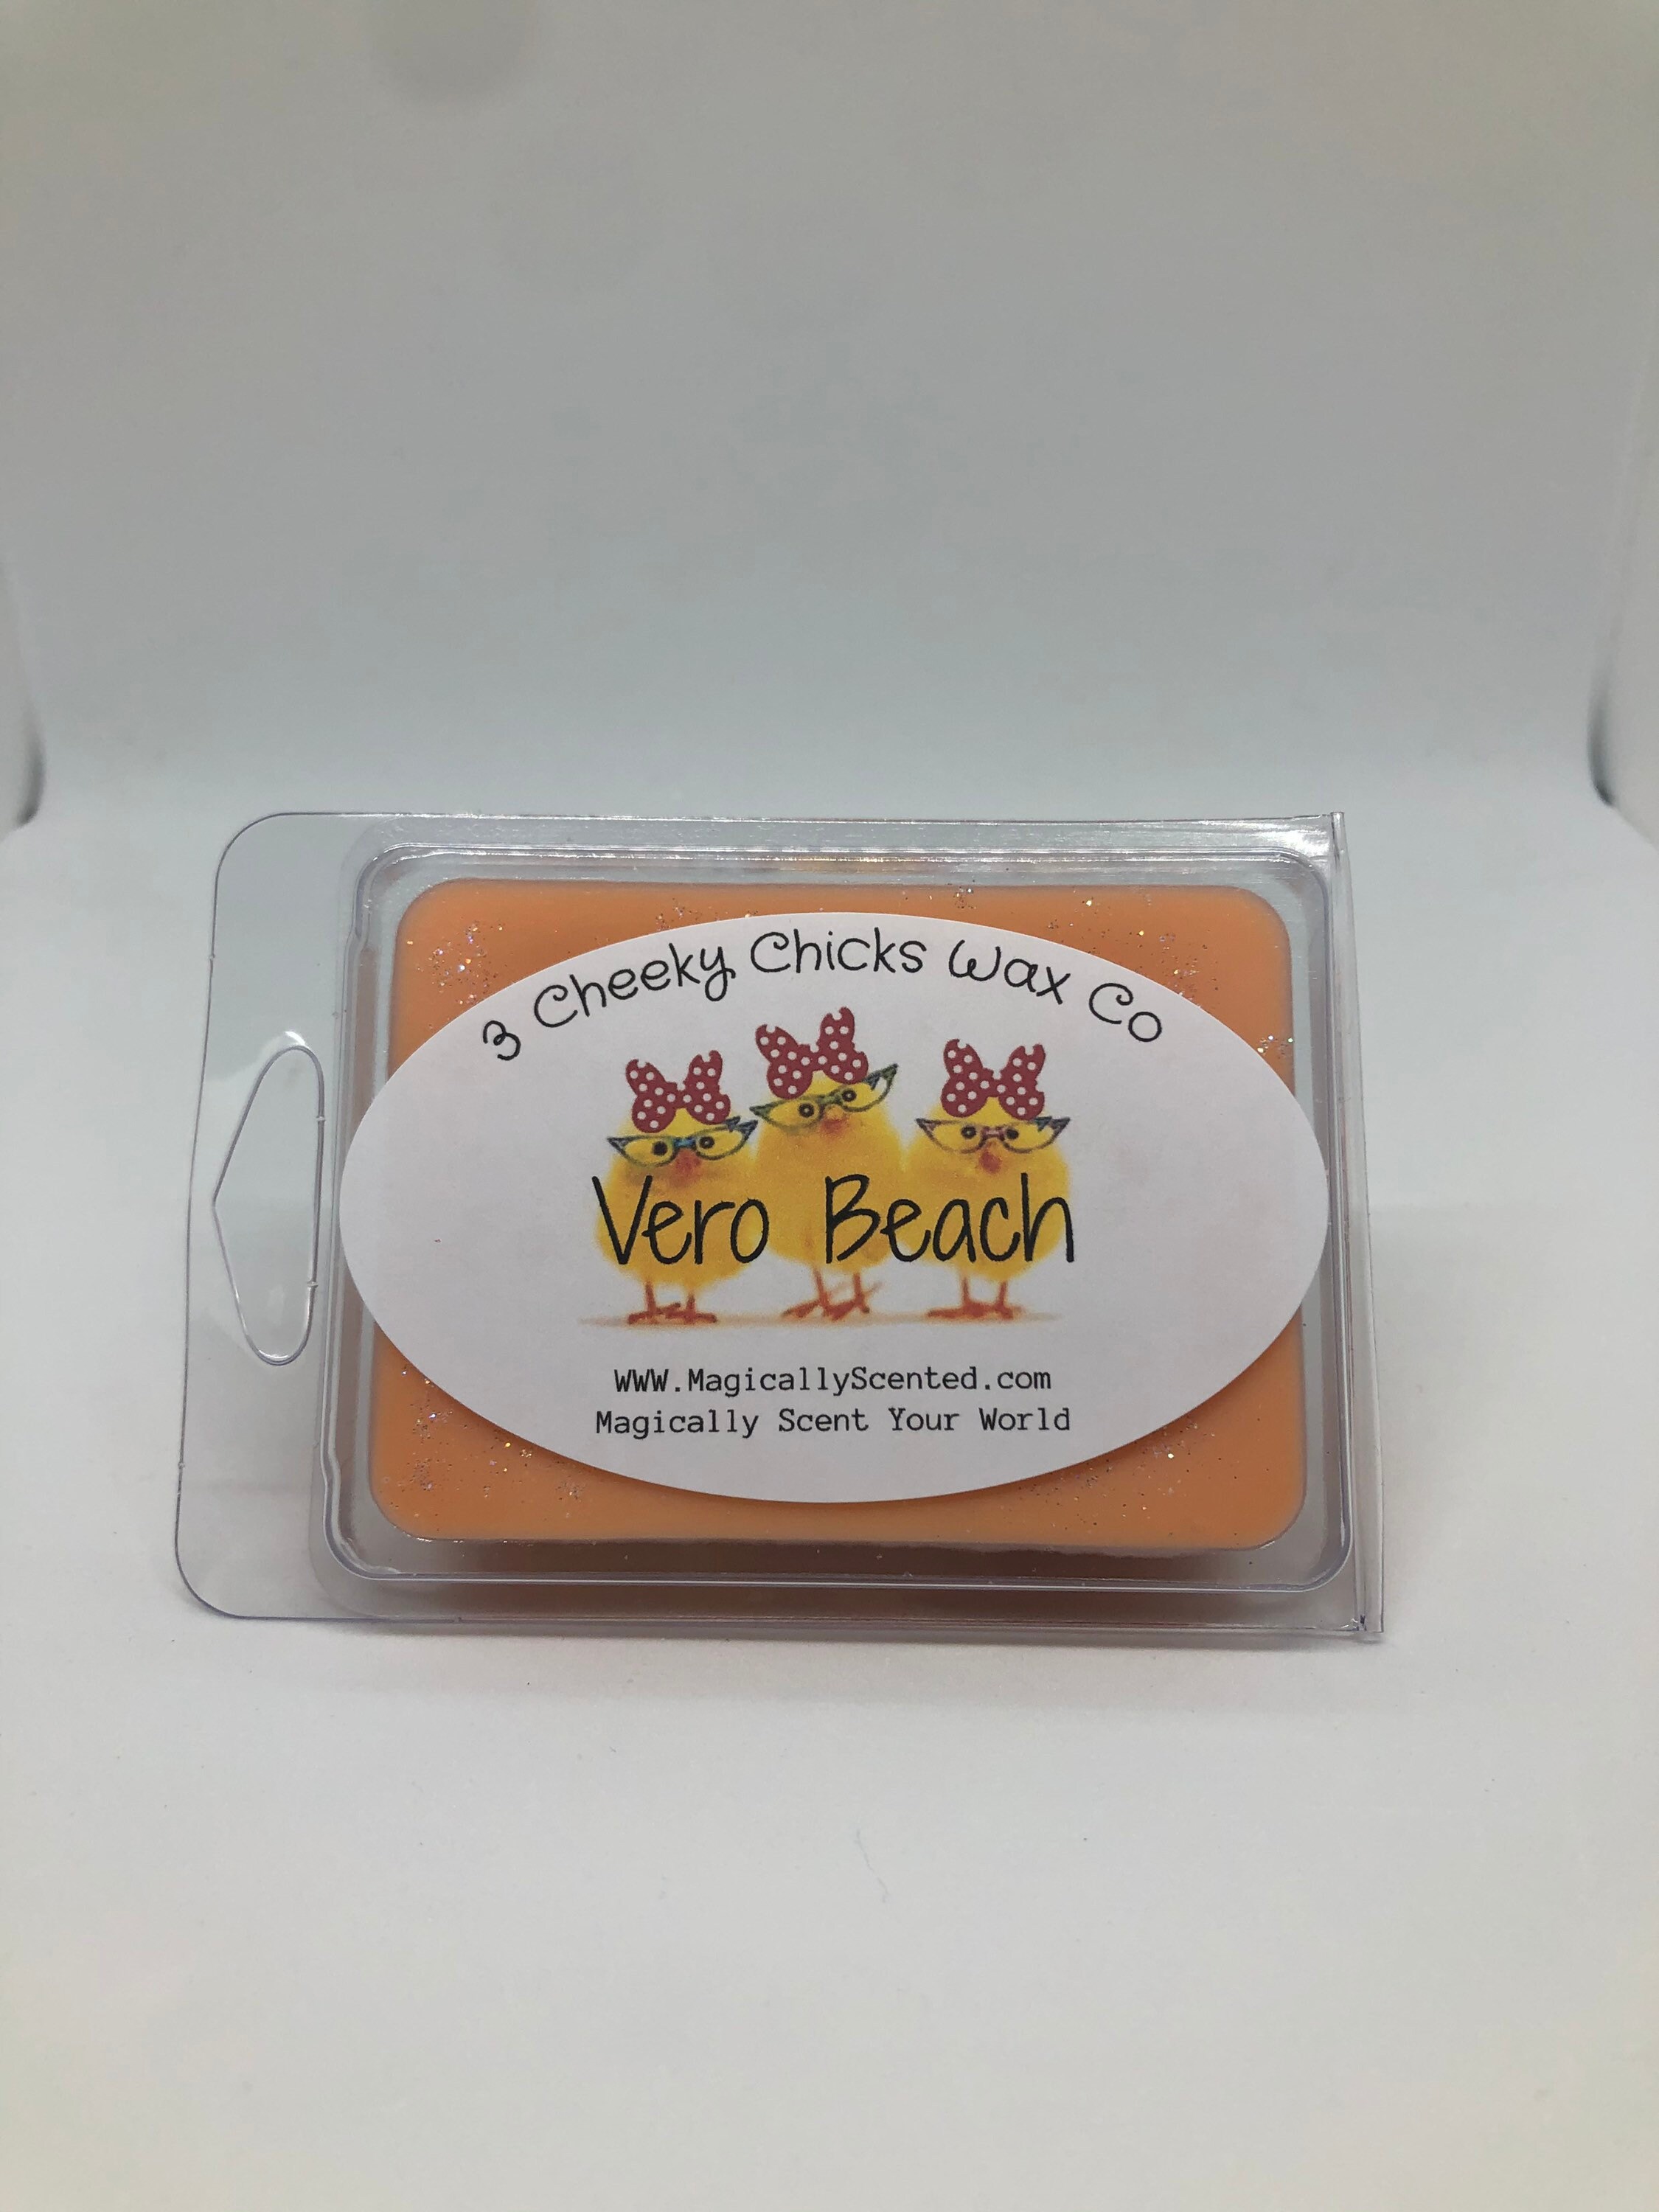 3 Cheeky Chicks Wax Co
Vero Beach
WWW.MagicallyScented.com
Magically Scent Your World